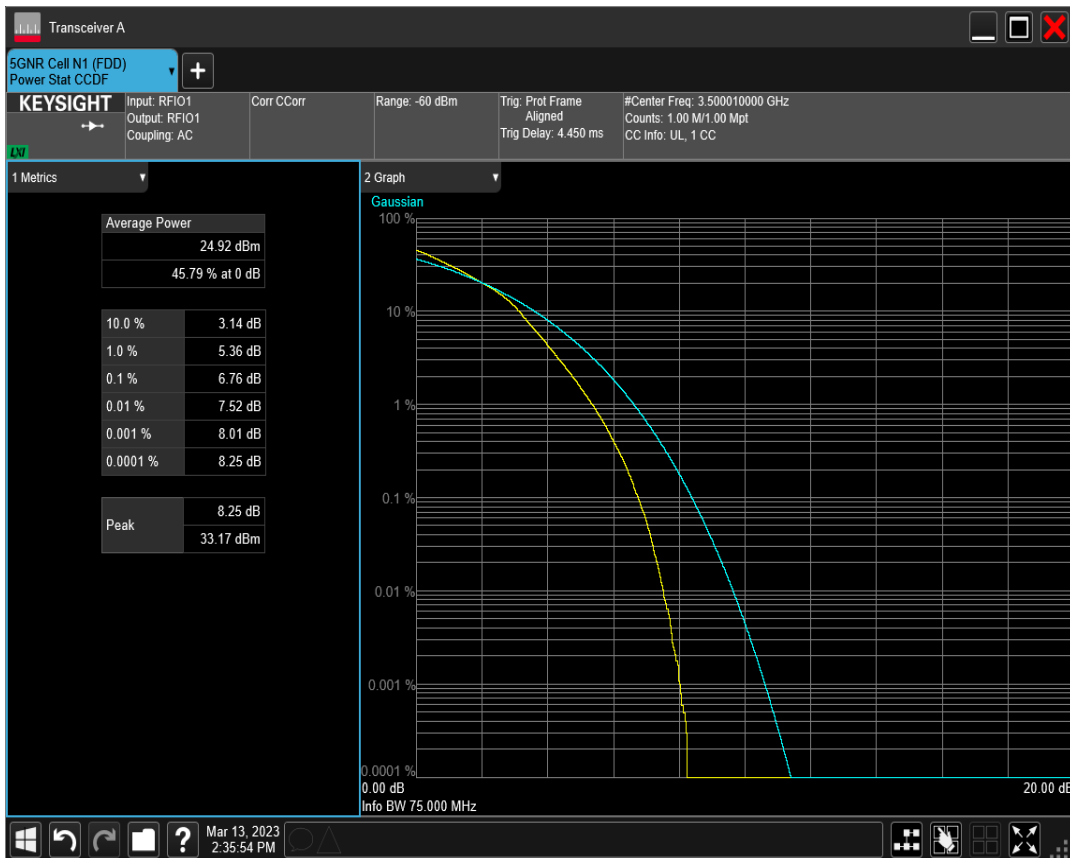 Transceiver A
5GNR Cell N1 (FDD)
Power Stat CCDF
KEYSIGHT
LXI
Input: RFIO1
Output: RFIO1
Coupling: AC
Corr CCorr
Range: -60 dBm
Trig: Prot Frame
Aligned
Trig Delay: 4.450 ms
#Center Freq: 3.500010000 GHz
Counts: 1.00 M/1.00 Mpt
CC Info: UL, 1 CC
1 Metrics
Average Power
24.92 dBm
45.79 % at 0 dB
10.0 % 3.14 dB
1.0 % 5.36 dB
0.1 % 6.76 dB
0.01 % 7.52 dB
0.001 % 8.01 dB
0.0001 % 8.25 dB
Peak 8.25 dB
33.17 dBm
2 Graph
Gaussian
100 %
10 %
1 %
0.1 %
0.01 %
0.001 %
0.0001 %
0.00 dB
20.00 dB
Info BW 75.000 MHz
?
Mar 13, 2023
2:35:54 PM